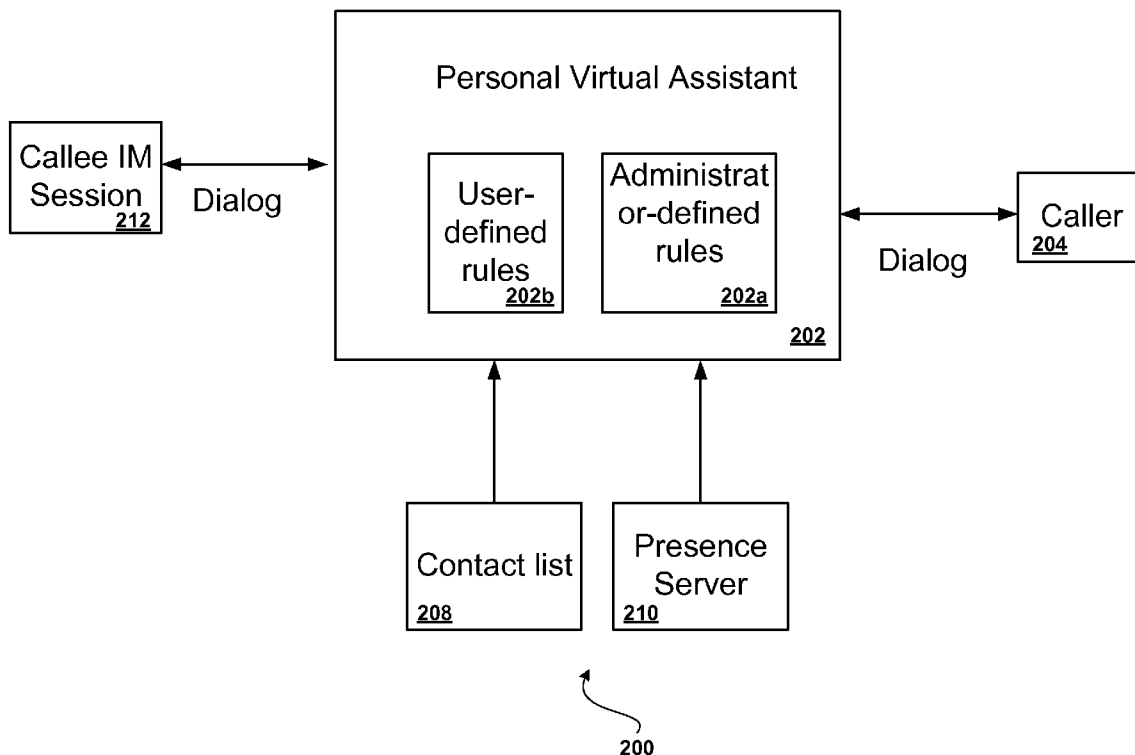 Personal Virtual Assistant
Callee IM
Session
212
Dialog
User-
defined
rules
202b
Administrat
or-defined
rules
202a
202
Dialog
Caller
204
Contact list
208
Presence
Server
210
200